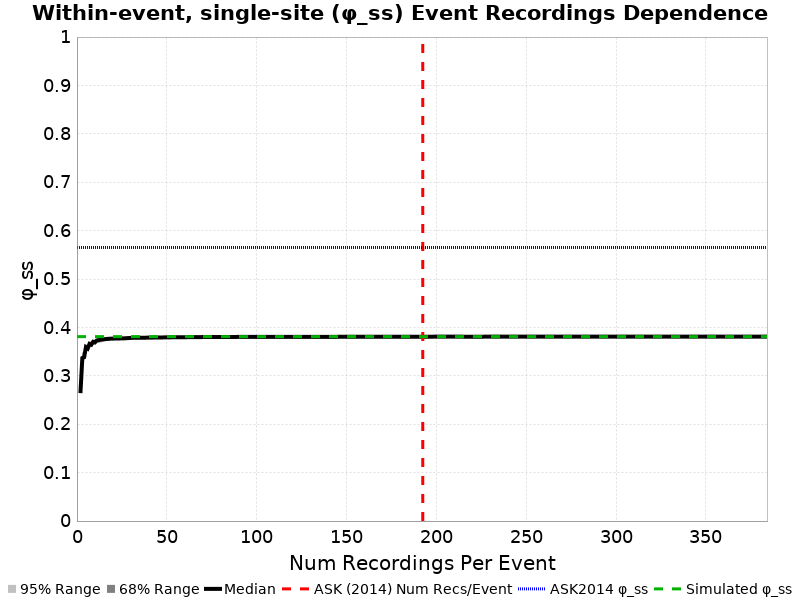 Within-event, single-site (φ_ss) Event Recordings Dependence
1
0.9
0.8
0.7
0.6
0.5
0.4
0.3
0.2
0.1
0
φ_ss
0 50 100 150 200 250 300 350
Num Recordings Per Event
95% Range 68% Range Median ASK (2014) Num Recs/Event ASK2014 φ_ss Simulated φ_ss